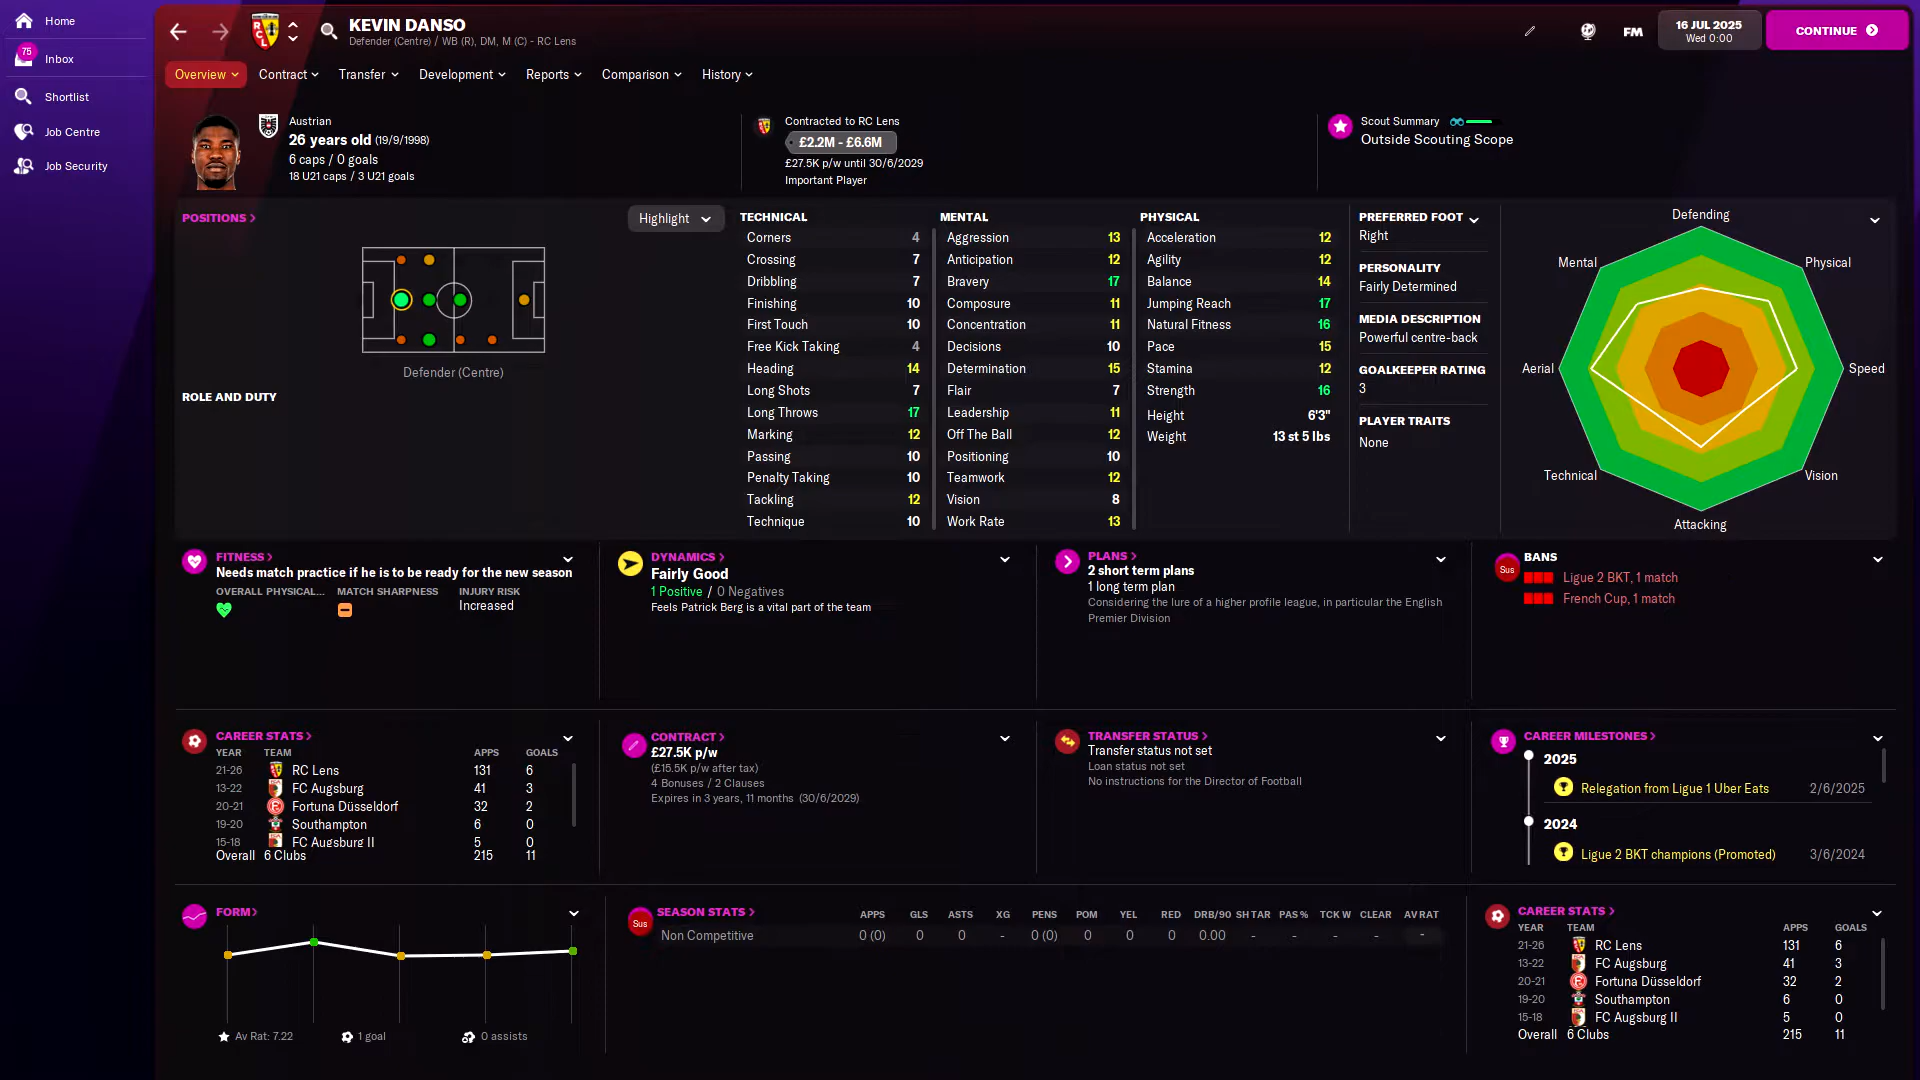 Home
75
Inbox
Shortlist
Job Centre
Job Security
KEVIN DANSO
Defender (Centre) / WB (R), DM, M (C) - RC Lens
FM
16 JUL 2025
Wed 0:00
CONTINUE
Overview
Contract
Transfer
Development
Reports
Comparison
History
Austrian
26 years old (19/9/1998)
6 caps / 0 goals
18 U21 caps / 3 U21 goals
Contracted to RC Lens
£2.2M - £6.6M
£27.5K p/w until 30/6/2029
Important Player
Scout Summary
Outside Scouting Scope
POSITIONS
Highlight
Defender (Centre)
ROLE AND DUTY
TECHNICAL
Corners 4
Crossing 7
Dribbling 7
Finishing 10
First Touch 10
Free Kick Taking 4
Heading 14
Long Shots 7
Long Throws 17
Marking 12
Passing 10
Penalty Taking 10
Tackling 12
Technique 10
MENTAL
Aggression 13
Anticipation 12
Bravery 17
Composure 11
Concentration 11
Decisions 10
Determination 15
Flair 7
Leadership 11
Off The Ball 12
Positioning 10
Teamwork 12
Vision 8
Work Rate 13
PHYSICAL
Acceleration 12
Agility 12
Balance 14
Jumping Reach 17
Natural Fitness 16
Pace 15
Stamina 12
Strength 16
Height 6'3"
Weight 13 st 5 lbs
PREFERRED FOOT
Right
PERSONALITY
Fairly Determined
MEDIA DESCRIPTION
Powerful centre-back
GOALKEEPER RATING
3
PLAYER TRAITS
None
Defending
Mental
Physical
Aerial
Speed
Technical
Vision
Attacking
FITNESS
Needs match practice if he is to be ready for the new season
OVERALL PHYSICAL... MATCH SHARPNESS INJURY RISK
Increased
DYNAMICS
Fairly Good
1 Positive / 0 Negatives
Feels Patrick Berg is a vital part of the team
PLANS
2 short term plans
1 long term plan
Considering the lure of a higher profile league, in particular the English
Premier Division
Sus
BANS
Ligue 2 BKT, 1 match
French Cup, 1 match
CAREER STATS
YEAR TEAM APPS GOALS
21-26 RC Lens 131 6
13-22 FC Augsburg 41 3
20-21 Fortuna Düsseldorf 32 2
19-20 Southampton 6 0
15-18 FC Augsburg II 5 0
Overall 6 Clubs 215 11
CONTRACT
£27.5K p/w
(£15.5K p/w after tax)
4 Bonuses / 2 Clauses
Expires in 3 years, 11 months (30/6/2029)
TRANSFER STATUS
Transfer status not set
Loan status not set
No instructions for the Director of Football
CAREER MILESTONES
2025
Relegation from Ligue 1 Uber Eats 2/6/2025
2024
Ligue 2 BKT champions (Promoted) 3/6/2024
FORM
Av Rat: 7.22
1 goal
0 assists
Sus
SEASON STATS APPS GLS ASTS XG PENS POM YEL RED DRB/90 SH TAR PAS % TCK W CLEAR AV RAT
Non Competitive 0 (0) 0 0 - 0 (0) 0 0 0 0.00 - - - - -
CAREER STATS
YEAR TEAM APPS GOALS
21-26 RC Lens 131 6
13-22 FC Augsburg 41 3
20-21 Fortuna Düsseldorf 32 2
19-20 Southampton 6 0
15-18 FC Augsburg II 5 0
Overall 6 Clubs 215 11